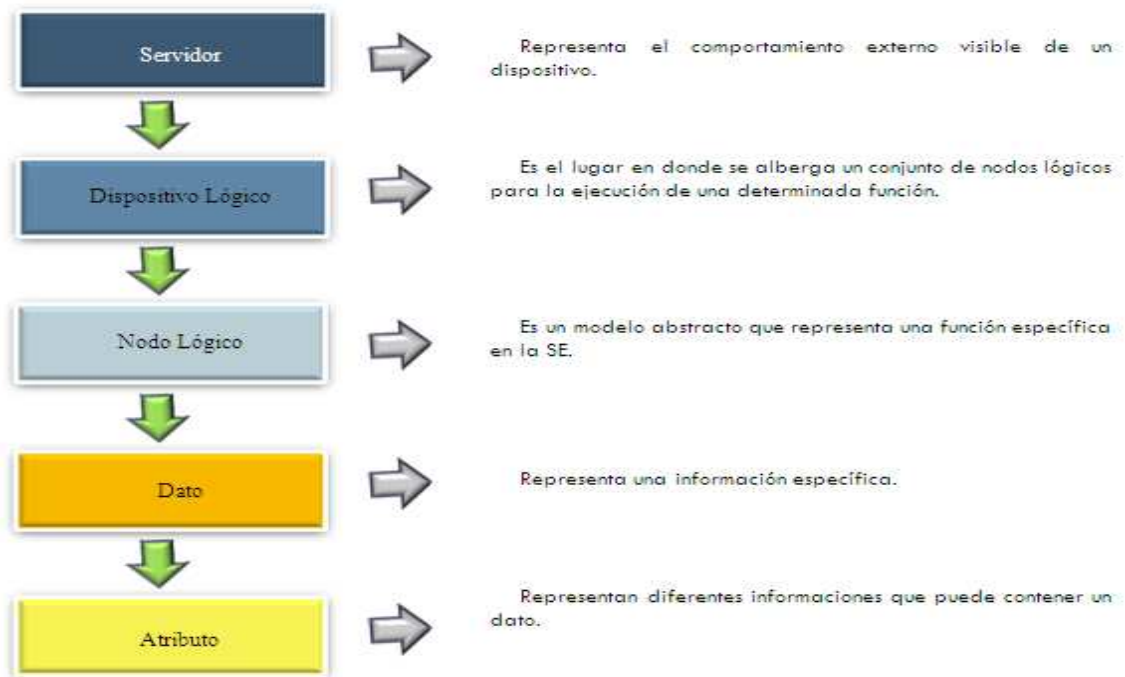 Servidor
Representa el comportamiento externo visible de un
dispositivo.
Dispositivo Lógico
Es el lugar en donde se alberga un conjunto de nodos lógicos
para la ejecución de una determinada función.
Nodo Lógico
Es un modelo abstracto que representa una función específica
en la SE.
Dato
Representa una información específica.
Atributo
Representan diferentes informaciones que puede contener un
dato.